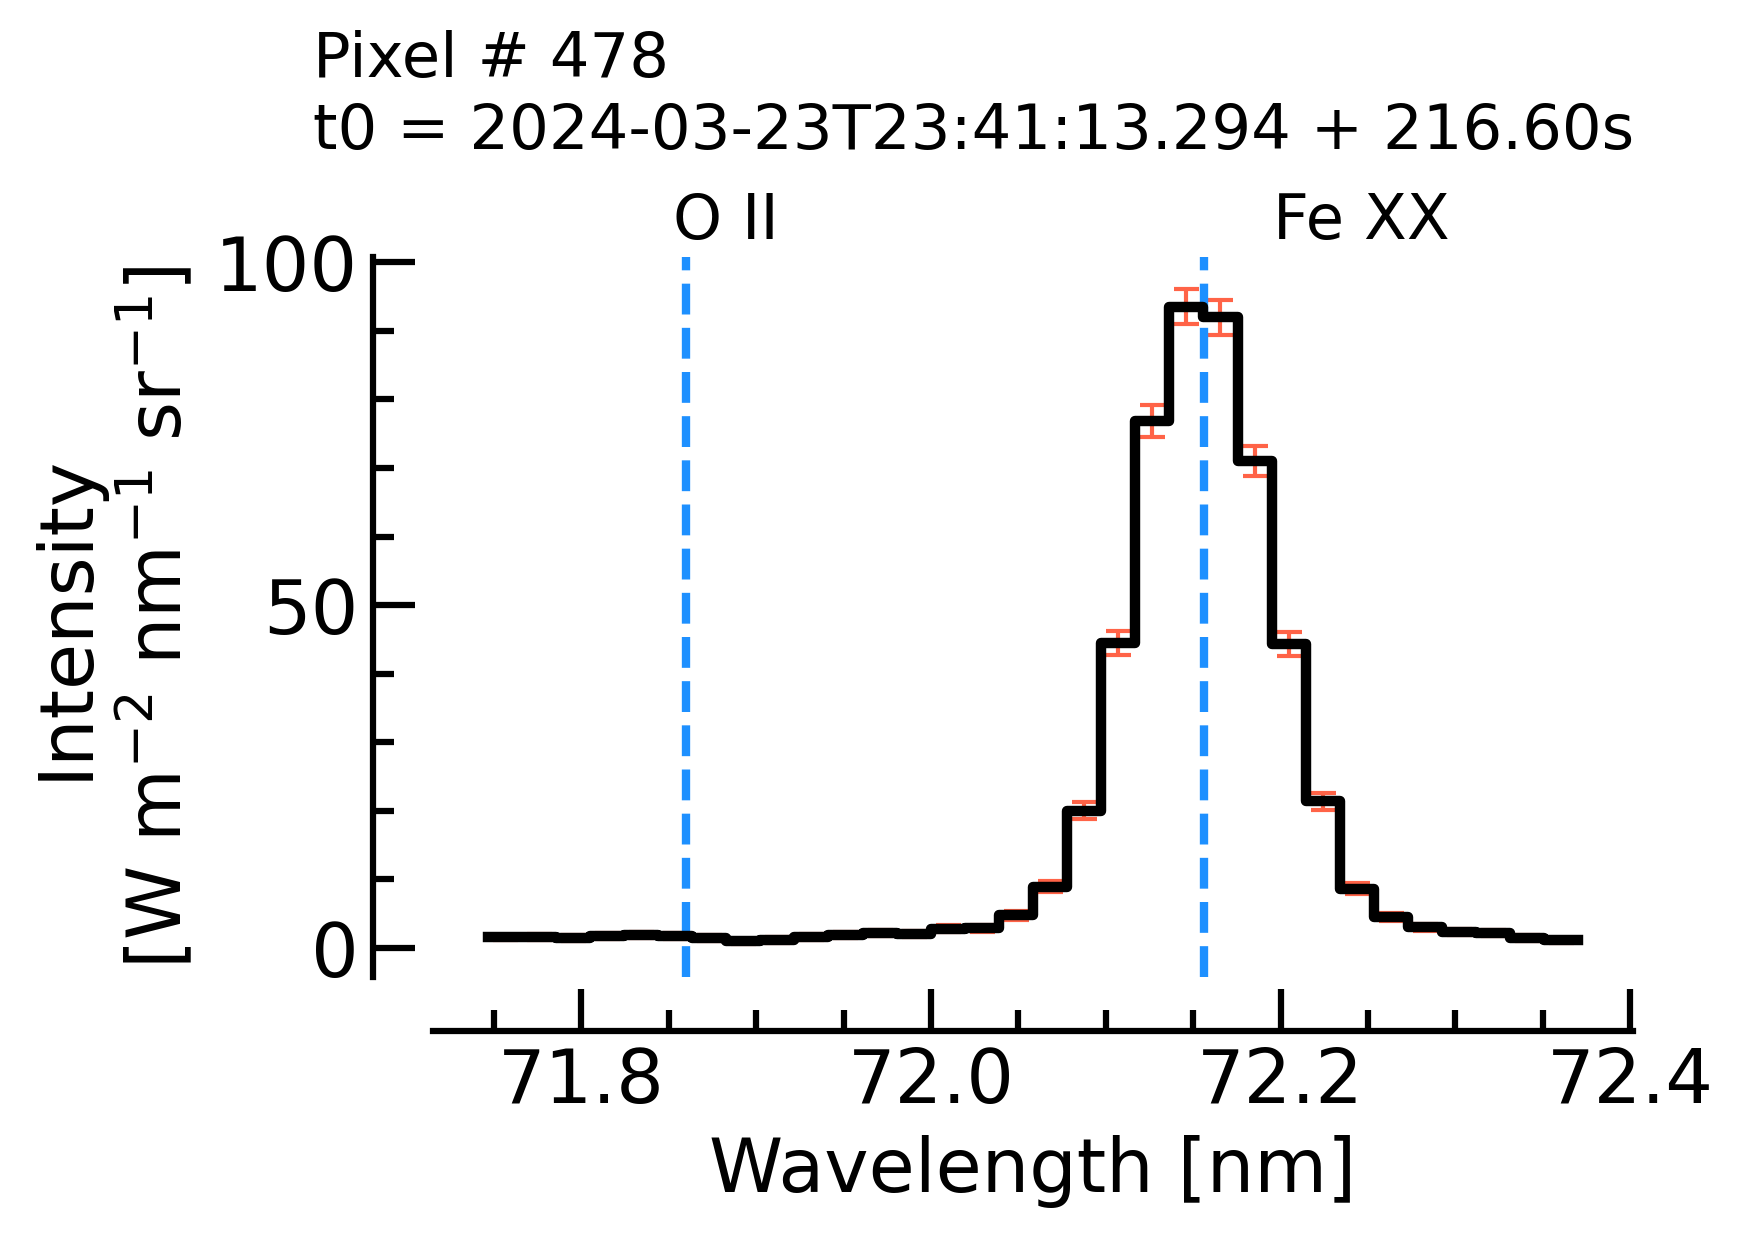 Pixel # 478
t0 = 2024-03-23T23:41:13.294 + 216.60s
O II Fe XX
100
50
0
Intensity
[W m⁻² nm⁻¹ sr⁻¹]
71.8 72.0 72.2 72.4
Wavelength [nm]